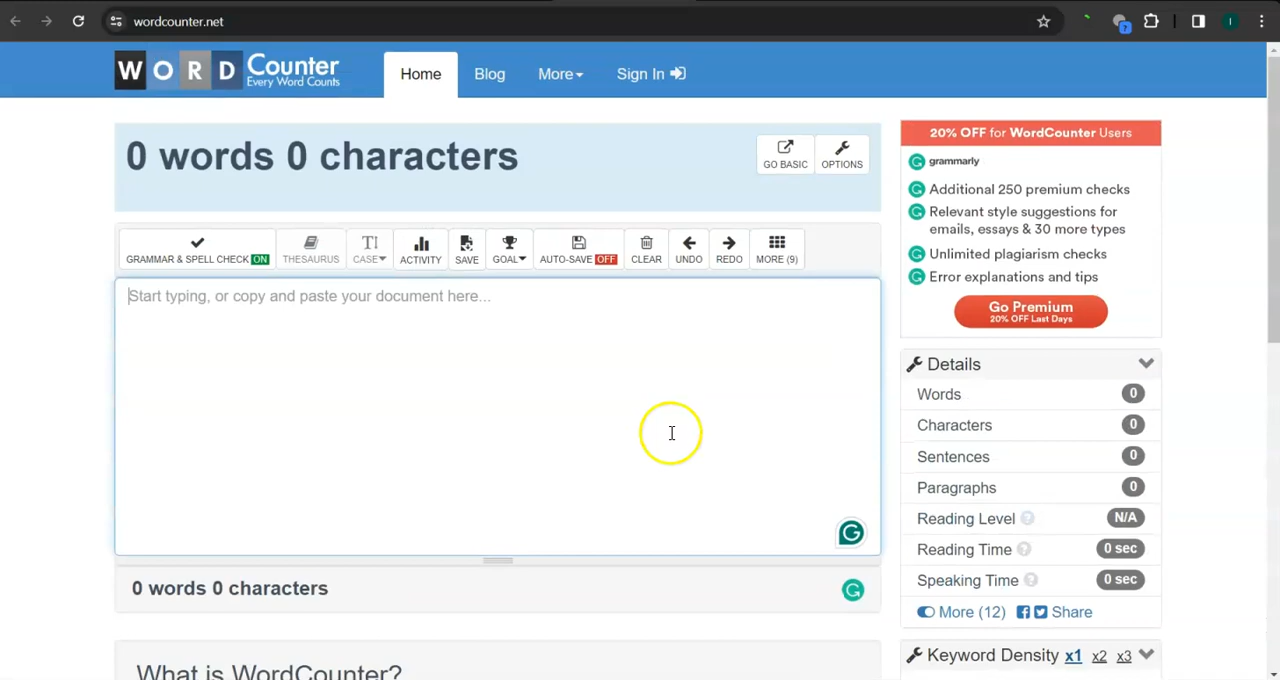 wordcounter.net
WORD Counter
Every Word Counts
Home
Blog
More
Sign In
0 words 0 characters
GO BASIC
OPTIONS
GRAMMAR & SPELL CHECK ON
THESAURUS
CASE
ACTIVITY
SAVE
GOAL
AUTO-SAVE OFF
CLEAR
UNDO
REDO
MORE (9)
Start typing, or copy and paste your document here...
0 words 0 characters
What is WordCounter?
20% OFF for WordCounter Users
grammarly
Additional 250 premium checks
Relevant style suggestions for
emails, essays & 30 more types
Unlimited plagiarism checks
Error explanations and tips
Go Premium
20% OFF Last Days
Details
Words 0
Characters 0
Sentences 0
Paragraphs 0
Reading Level N/A
Reading Time 0 sec
Speaking Time 0 sec
More (12) Share
Keyword Density x1 x2 x3